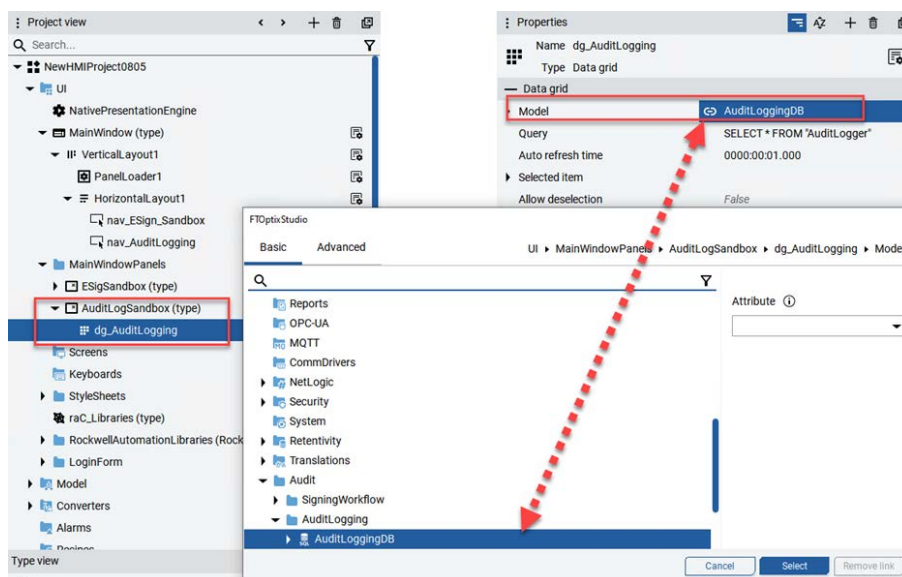 Project view
Search...
NewHMIProject0805
UI
NativePresentationEngine
MainWindow (type)
VerticalLayout1
PanelLoader1
HorizontalLayout1
nav_ESign_Sandbox
nav_AuditLogging
MainWindowPanels
ESigSandbox (type)
AuditLogSandbox (type)
dg_AuditLogging
Screens
Keyboards
StyleSheets
raC_Libraries (type)
RockwellAutomationLibraries (Rock
LoginForm
Model
Converters
Alarms
Type view
Properties
Name dg_AuditLogging
Type Data grid
Data grid
Model AuditLoggingDB
Query SELECT * FROM "AuditLogger"
Auto refresh time 0000:00:01.000
Selected item
Allow deselection False
FTOptixStudio
Basic Advanced
UI MainWindowPanels AuditLogSandbox dg_AuditLogging Mode
Reports
OPC-UA
MQTT
CommDrivers
NetLogic
Security
System
Retentivity
Translations
Audit
SigningWorkflow
AuditLogging
AuditLoggingDB
Attribute
Cancel Select Remove link